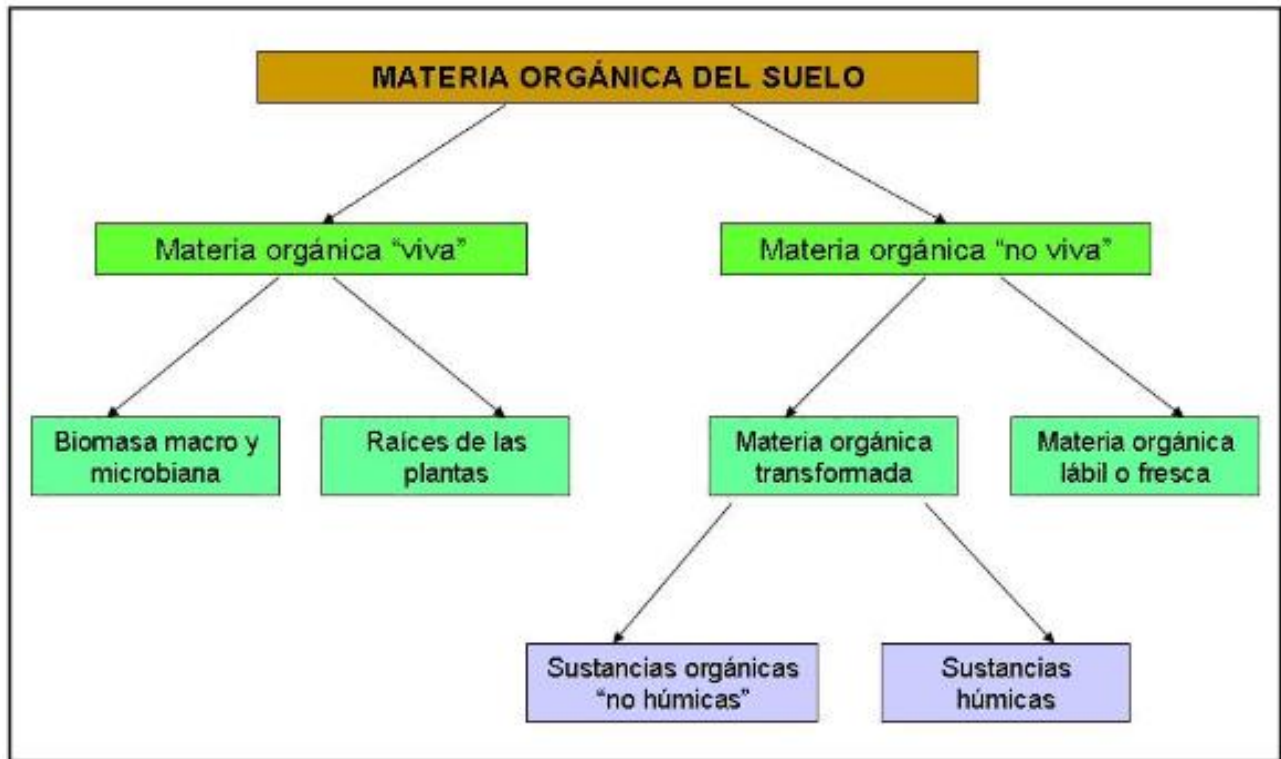 MATERIA ORGÁNICA DEL SUELO
Materia orgánica “viva”
Materia orgánica “no viva”
Biomasa macro y
microbiana
Raíces de las
plantas
Materia orgánica
transformada
Materia orgánica
lábil o fresca
Sustancias orgánicas
“no húmicas”
Sustancias
húmicas